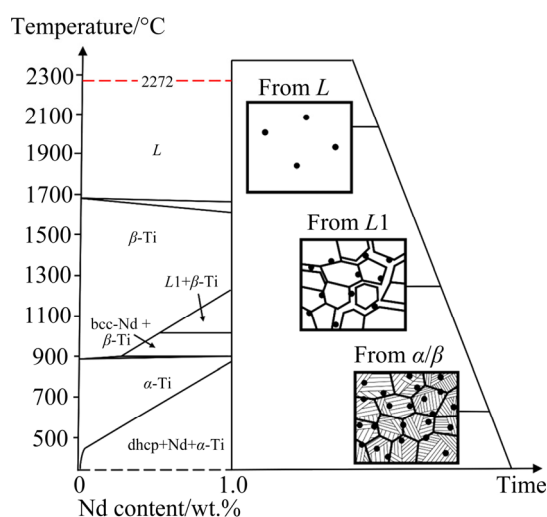 Temperature/°C
2300
2272
From L
2100
1900
L
1700
From L1
1500
β-Ti
1300
L1+β-Ti
1100
bcc-Nd +
β-Ti
From α/β
900
α-Ti
700
500
dhcp+Nd+α-Ti
0
1.0
Time
Nd content/wt.%